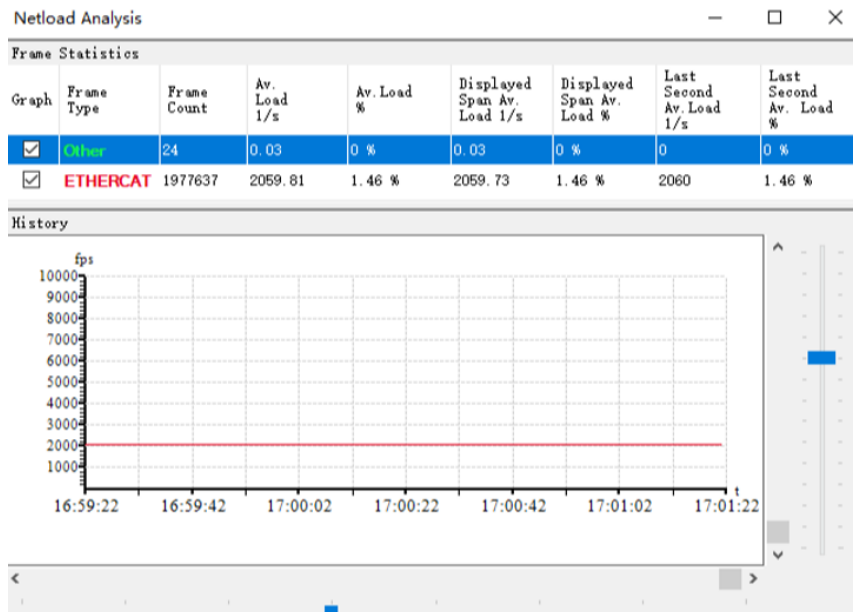 Netload Analysis
Frame Statistics
Graph Frame Type Frame Count Av. Load 1/s Av.Load % Displayed Span Av. Load 1/s Displayed Span Av. Load % Last Second Av.Load 1/s Last Second Av. Load %
Other 24 0.03 0 % 0.03 0 % 0 0 %
ETHERCAT 1977637 2059.81 1.46 % 2059.73 1.46 % 2060 1.46 %
History
fps
10000
9000
8000
7000
6000
5000
4000
3000
2000
1000
t
16:59:22 16:59:42 17:00:02 17:00:22 17:00:42 17:01:02 17:01:22